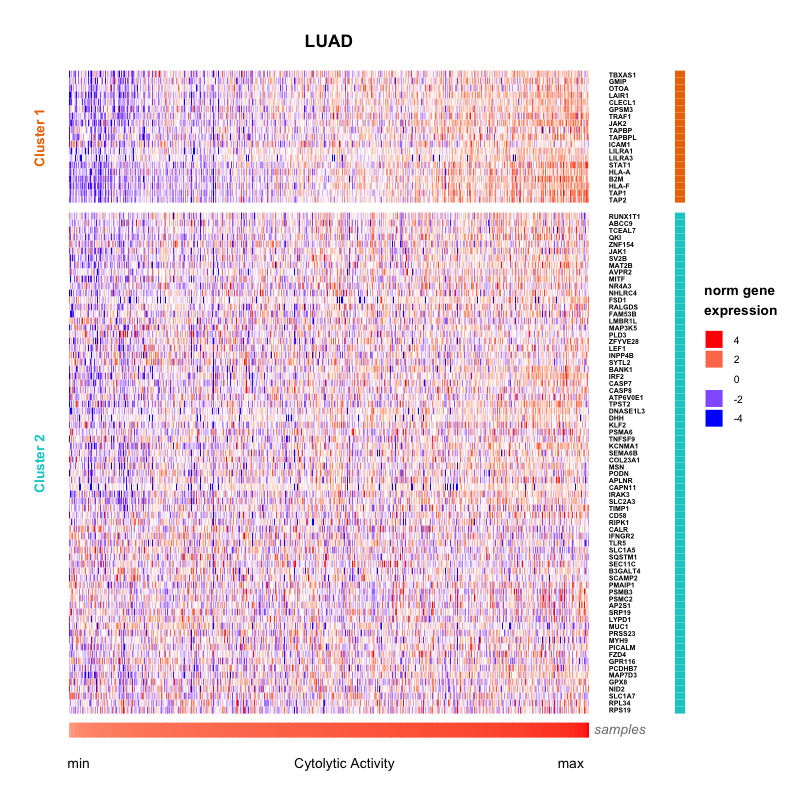 LUAD
Cluster 1
TBXAS1
GMIP
OTOA
LAIR1
CLECL1
GPSM3
TRAF1
JAK2
TAPBP
TAPBPL
ICAM1
LILRA1
LILRA3
STAT1
HLA-A
B2M
HLA-F
TAP1
TAP2
Cluster 2
RUNX1T1
ABCC9
TCEAL7
QKI
ZNF154
JAK1
SV2B
MAT2B
AVPR2
MITF
NR4A3
NHLRC4
FSD1
RALGDS
FAM53B
LMBR1L
MAP3K5
PLD3
ZFYVE28
LEF1
INPP4B
SYTL2
BANK1
IRF2
CASP7
CASP8
ATP6V0E1
TPST2
DNASE1L3
DHH
KLF2
PSMA6
TNFSF9
KCNMA1
SEMA6B
COL23A1
MSN
PODN
APLNR
CAPN11
IRAK3
SLC2A3
TIMP1
CD58
RIPK1
CALR
IFNGR2
TLR5
SLC1A5
SQSTM1
SEC11C
B3GALT4
SCAMP2
PMAIP1
PSMB3
PSMC2
AP2S1
SRP19
LYPD1
MUC1
PRSS23
MYH9
PICALM
FZD4
GPR116
PCDHB7
MAP7D3
GPX8
NID2
SLC1A7
RPL34
RPS19
norm gene
expression
4
2
0
-2
-4
samples
min Cytolytic Activity max